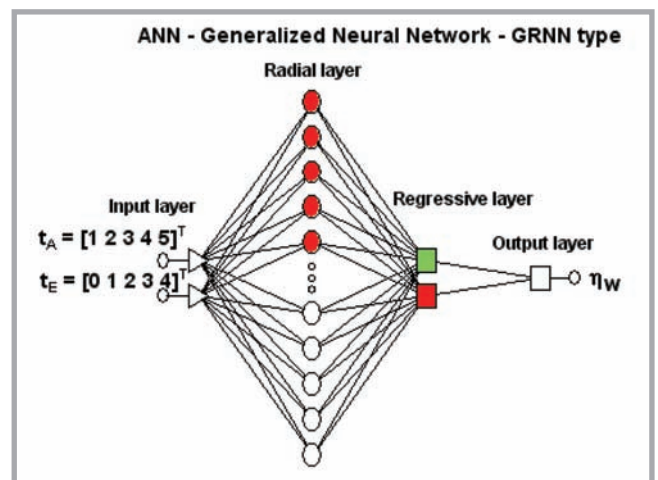 ANN - Generalized Neural Network - GRNN type
Radial layer
Input layer
Regressive layer
Output layer
tA = [1 2 3 4 5]T
tE = [0 1 2 3 4]T
ηW